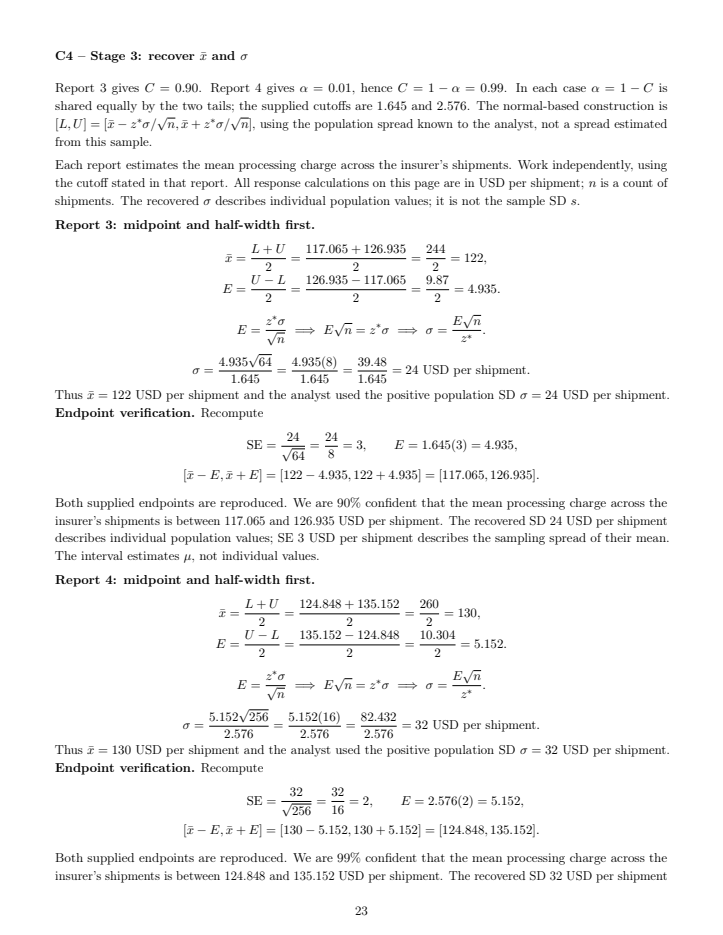 C4 – Stage 3: recover x̄ and σ
Report 3 gives C = 0.90. Report 4 gives α = 0.01, hence C = 1 − α = 0.99. In each case α = 1 − C is
shared equally by the two tails; the supplied cutoffs are 1.645 and 2.576. The normal-based construction is
[L, U] = [x̄ − z*σ/√n, x̄ + z*σ/√n], using the population spread known to the analyst, not a spread estimated
from this sample.
Each report estimates the mean processing charge across the insurer's shipments. Work independently, using
the cutoff stated in that report. All response calculations on this page are in USD per shipment; n is a count of
shipments. The recovered σ describes individual population values; it is not the sample SD s.
Report 3: midpoint and half-width first.
x̄ = (L + U)/2 = (117.065 + 126.935)/2 = 244/2 = 122,
E = (U − L)/2 = (126.935 − 117.065)/2 = 9.87/2 = 4.935.
E = z*σ/√n ⟹ E√n = z*σ ⟹ σ = E√n/z*.
σ = 4.935√64/1.645 = 4.935(8)/1.645 = 39.48/1.645 = 24 USD per shipment.
Thus x̄ = 122 USD per shipment and the analyst used the positive population SD σ = 24 USD per shipment.
Endpoint verification. Recompute
SE = 24/√64 = 24/8 = 3, E = 1.645(3) = 4.935,
[x̄ − E, x̄ + E] = [122 − 4.935, 122 + 4.935] = [117.065, 126.935].
Both supplied endpoints are reproduced. We are 90% confident that the mean processing charge across the
insurer's shipments is between 117.065 and 126.935 USD per shipment. The recovered SD 24 USD per shipment
describes individual population values; SE 3 USD per shipment describes the sampling spread of their mean.
The interval estimates μ, not individual values.
Report 4: midpoint and half-width first.
x̄ = (L + U)/2 = (124.848 + 135.152)/2 = 260/2 = 130,
E = (U − L)/2 = (135.152 − 124.848)/2 = 10.304/2 = 5.152.
E = z*σ/√n ⟹ E√n = z*σ ⟹ σ = E√n/z*.
σ = 5.152√256/2.576 = 5.152(16)/2.576 = 82.432/2.576 = 32 USD per shipment.
Thus x̄ = 130 USD per shipment and the analyst used the positive population SD σ = 32 USD per shipment.
Endpoint verification. Recompute
SE = 32/√256 = 32/16 = 2, E = 2.576(2) = 5.152,
[x̄ − E, x̄ + E] = [130 − 5.152, 130 + 5.152] = [124.848, 135.152].
Both supplied endpoints are reproduced. We are 99% confident that the mean processing charge across the
insurer's shipments is between 124.848 and 135.152 USD per shipment. The recovered SD 32 USD per shipment
23